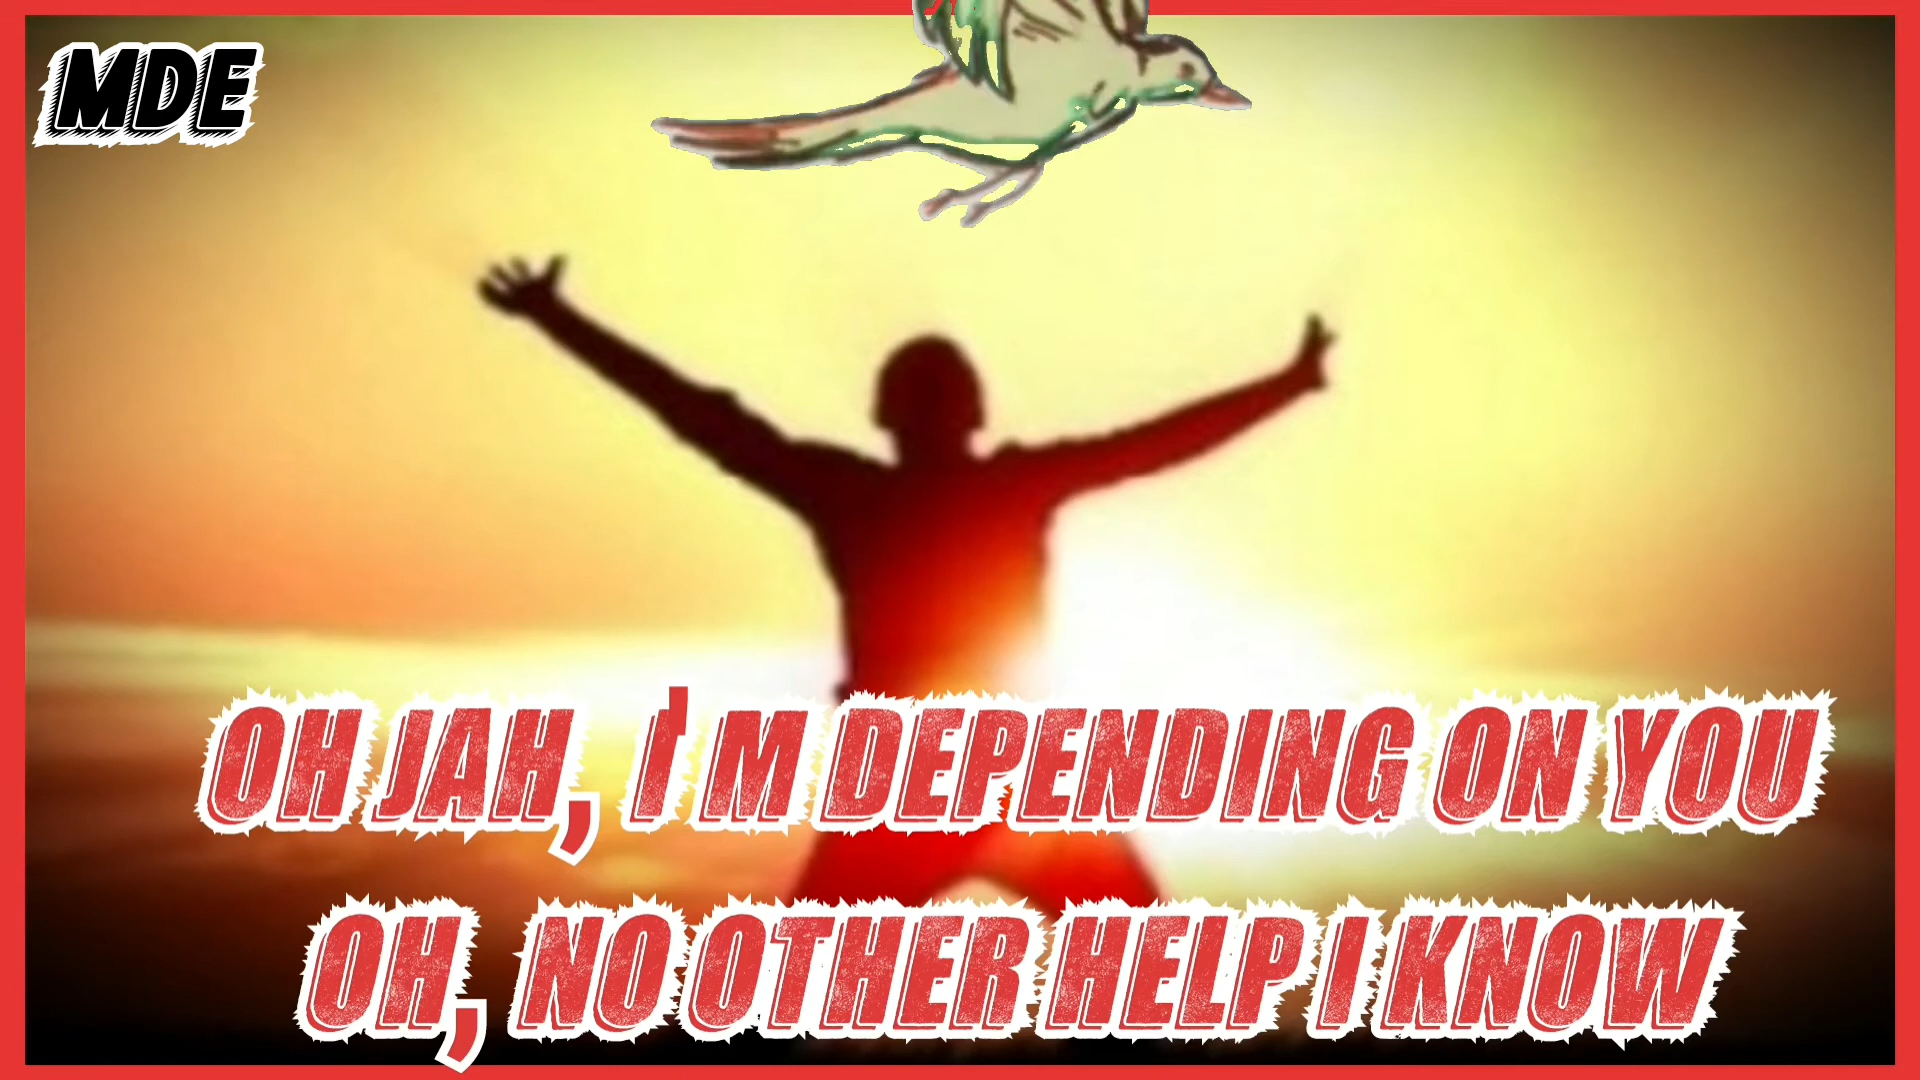 MDE
OH JAH, I'M DEPENDING ON YOU
OH, NO OTHER HELP I KNOW